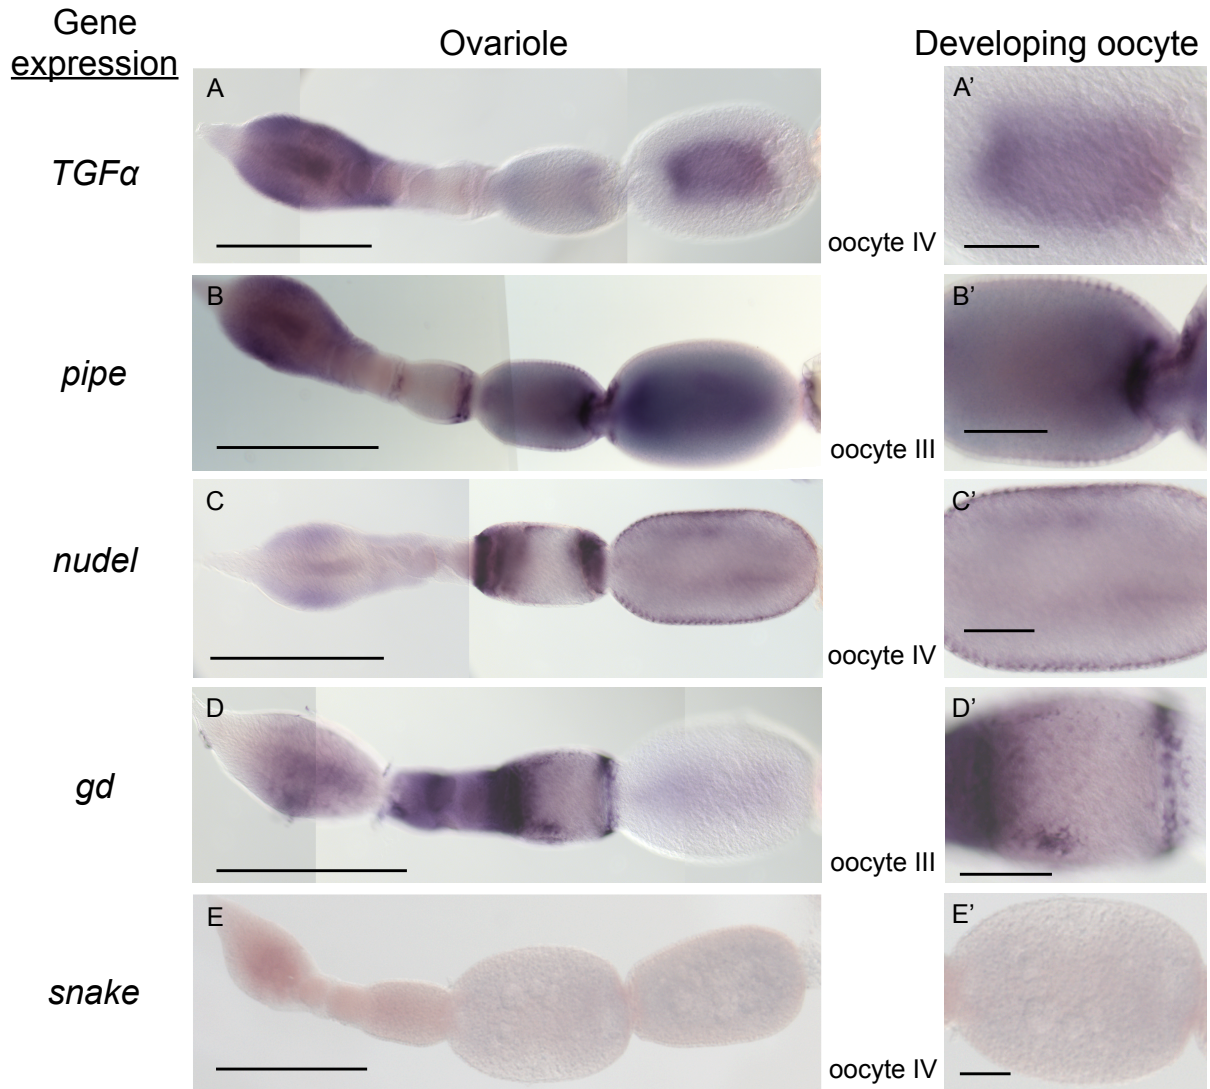 Gene
expression
Ovariole
Developing oocyte
A
A’
TGFα
oocyte IV
B
B’
pipe
oocyte III
C
C’
nudel
oocyte IV
D
D’
gd
oocyte III
E
E’
snake
oocyte IV